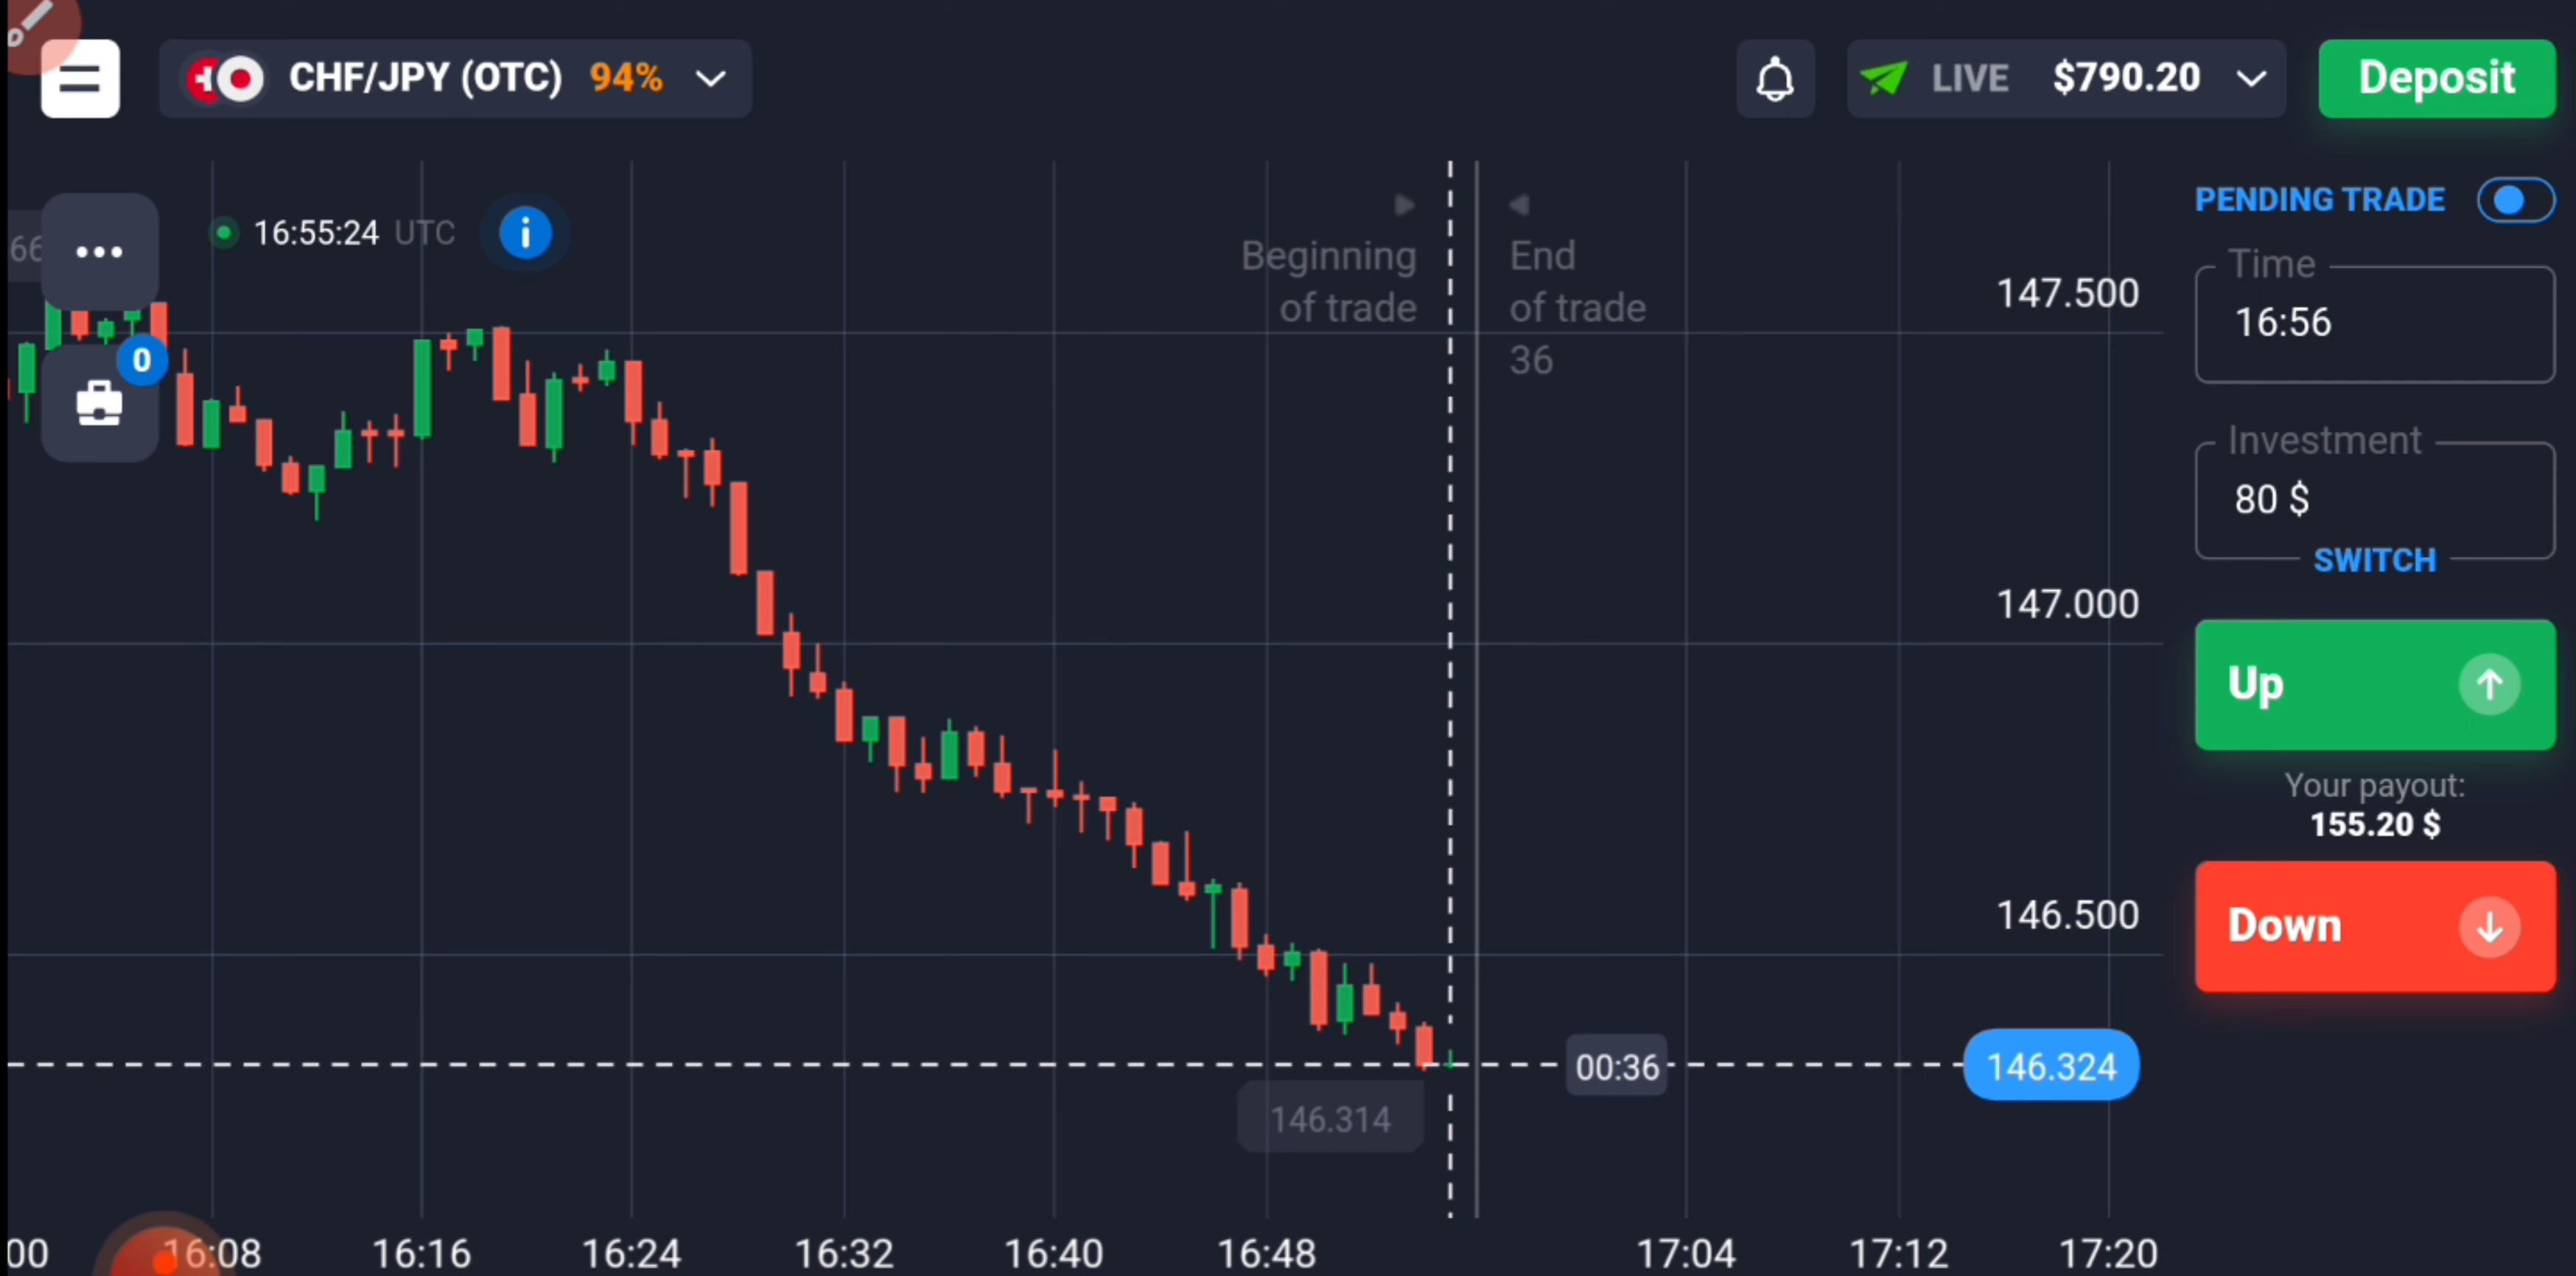 CHF/JPY (OTC) 94%
LIVE $790.20
Deposit
66
16:55:24 UTC
Beginning
of trade
End
of trade
36
PENDING TRADE
Time
16:56
Investment
80 $
SWITCH
Up
Your payout:
155.20 $
Down
0
147.500
147.000
146.500
00:36
146.324
146.314
00 16:08 16:16 16:24 16:32 16:40 16:48 17:04 17:12 17:20